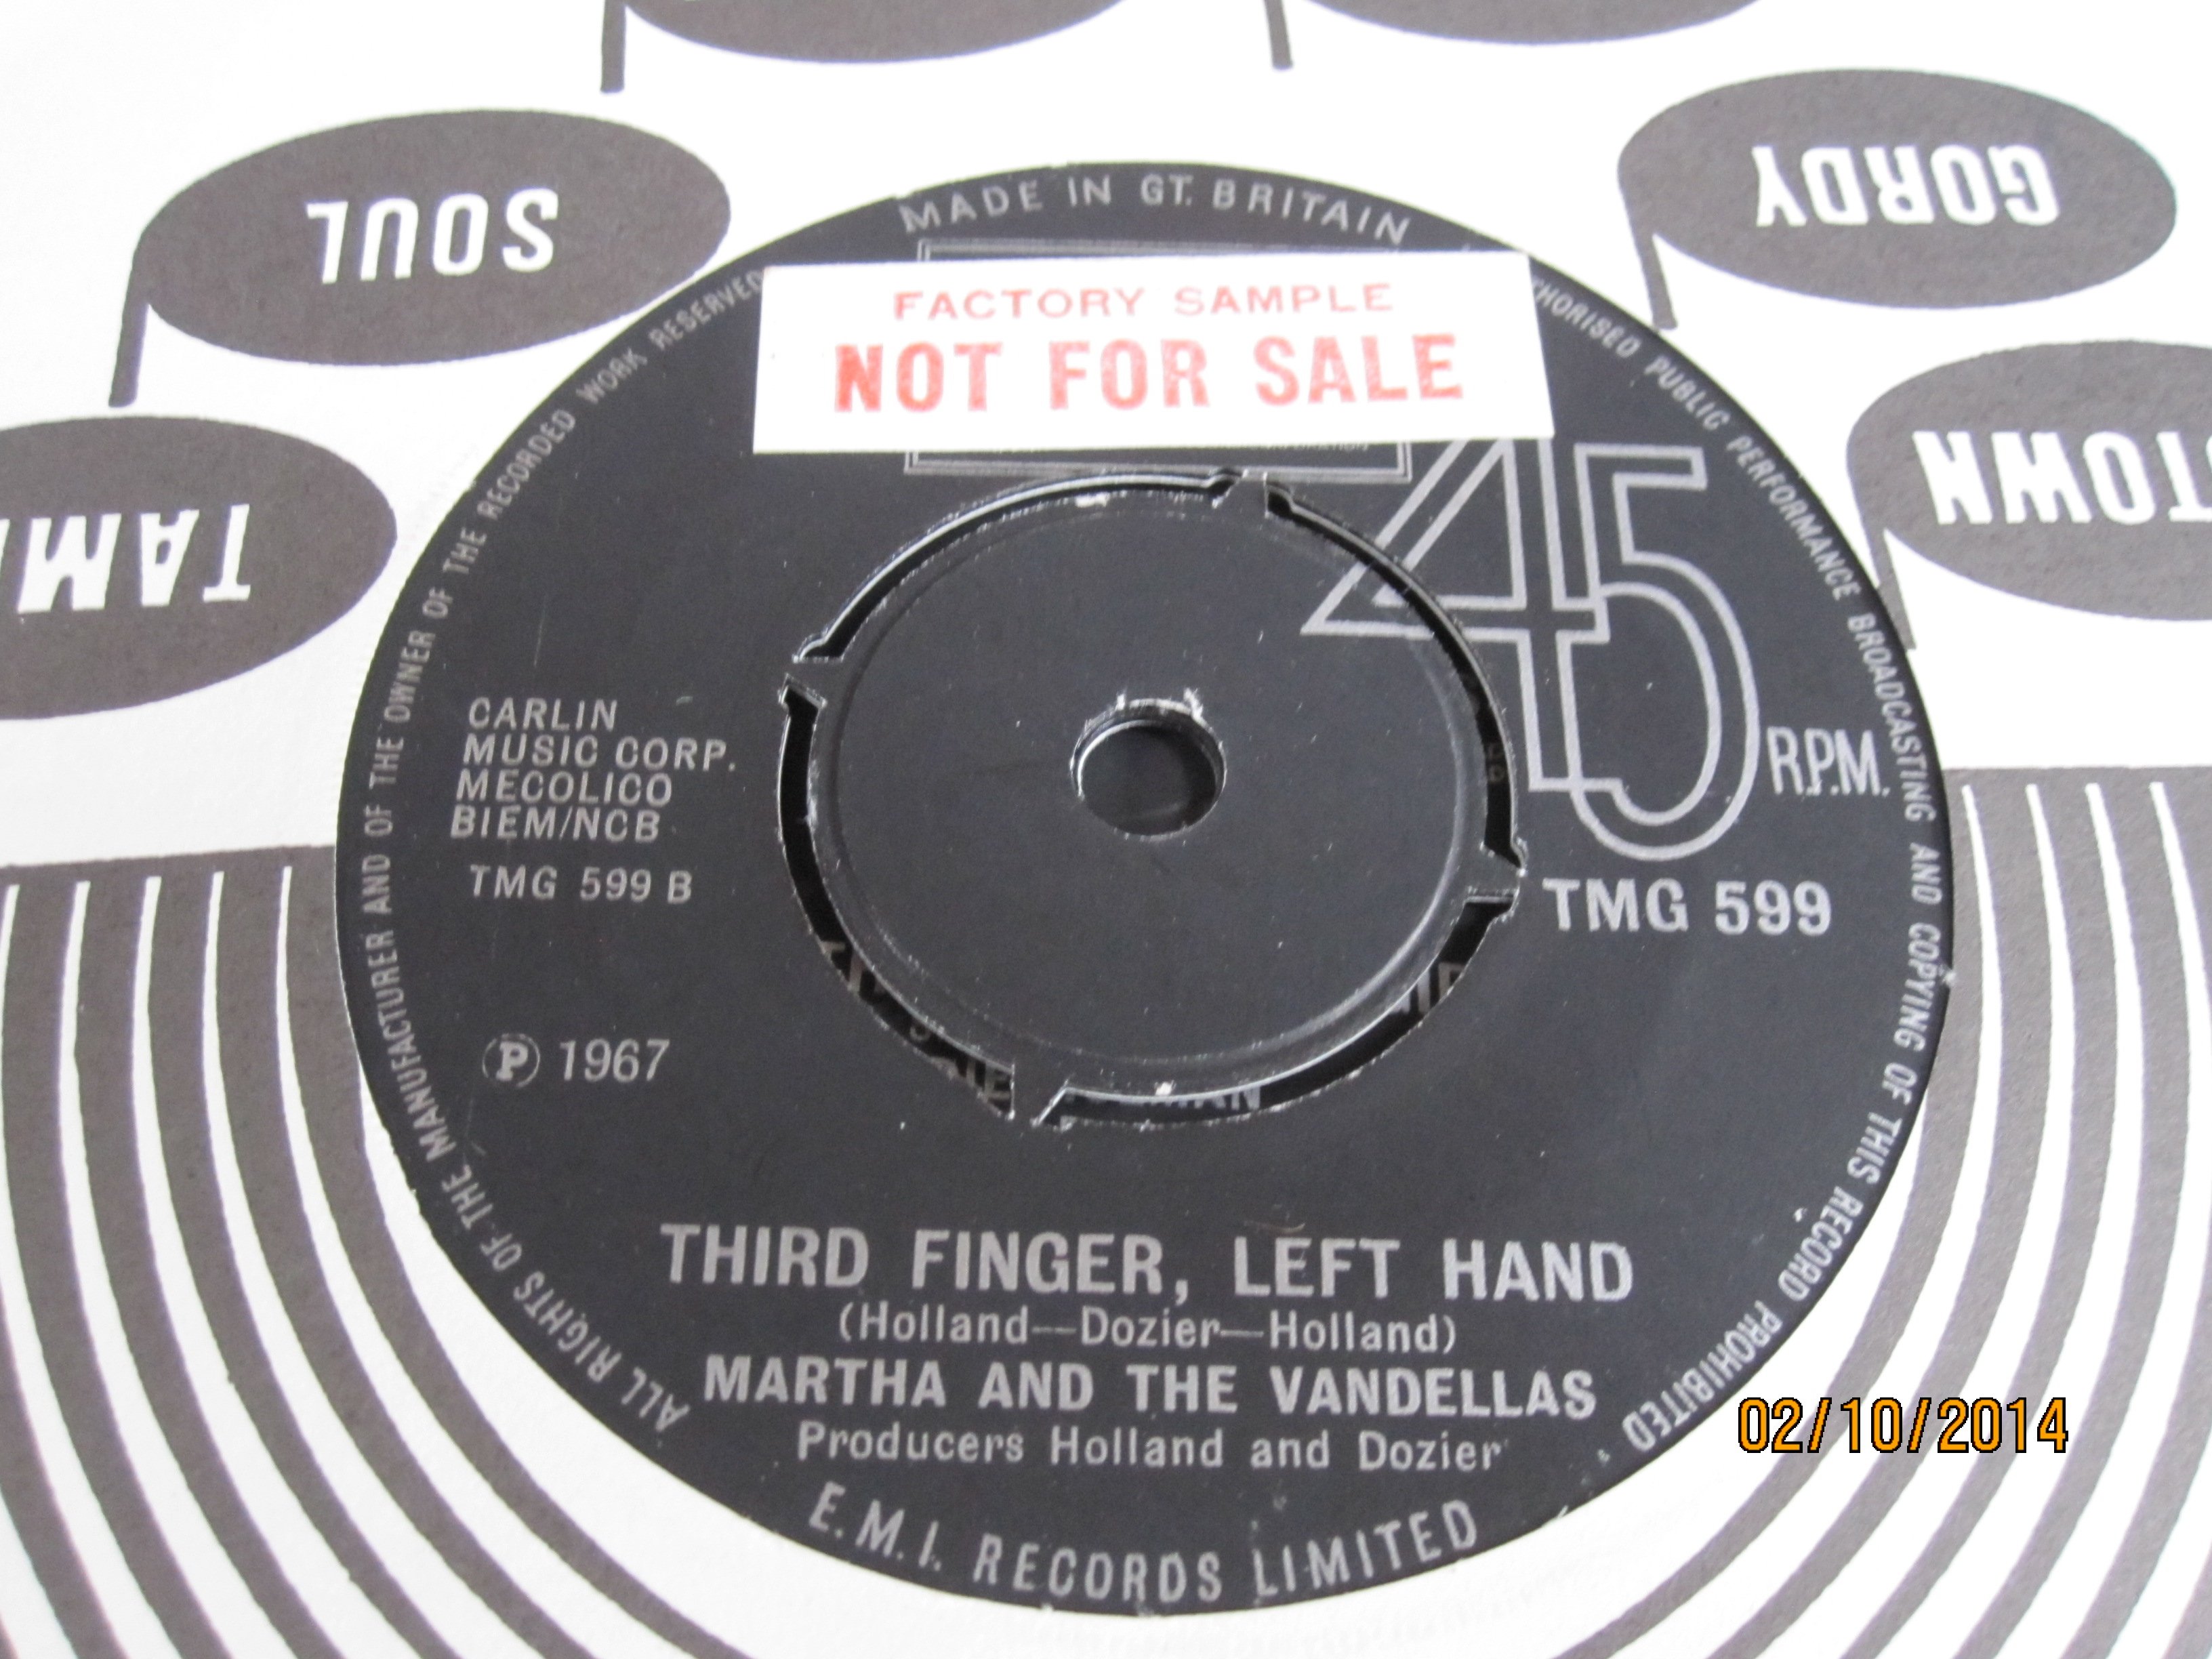 SOUL
GORDY
TAM
TOWN
MADE IN GT. BRITAIN
FACTORY SAMPLE
NOT FOR SALE
45
R.P.M.
CARLIN
MUSIC CORP.
MECOLICO
BIEM/NCB
TMG 599 B
TMG 599
Ⓟ 1967
THIRD FINGER, LEFT HAND
(Holland—Dozier—Holland)
MARTHA AND THE VANDELLAS
Producers Holland and Dozier
E.M.I. RECORDS LIMITED
ALL RIGHTS OF THE MANUFACTURER AND OF THE OWNER OF THE RECORDED WORK RESERVED
PUBLIC PERFORMANCE BROADCASTING AND COPYING OF THIS RECORD PROHIBITED
02/10/2014